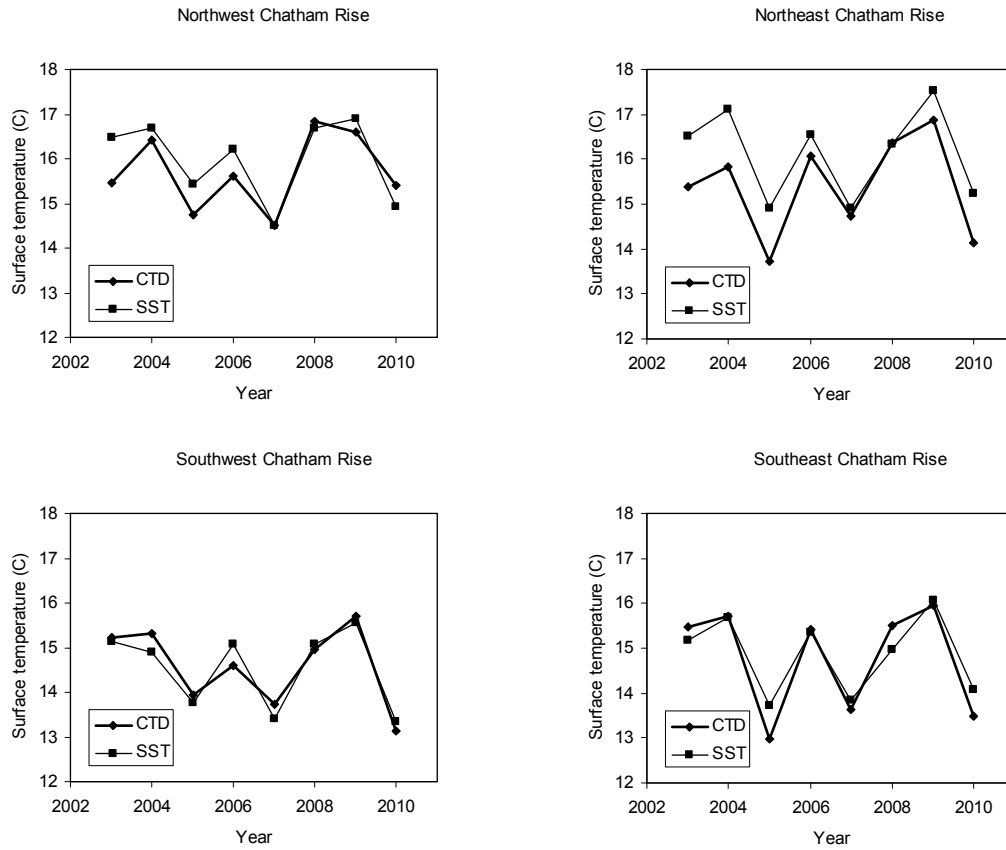 Northwest Chatham Rise
Surface temperature (C)
18
17
16
15
14
13
12
CTD
SST
2002 2004 2006 2008 2010
Year
Northeast Chatham Rise
Surface temperature (C)
18
17
16
15
14
13
12
CTD
SST
2002 2004 2006 2008 2010
Year
Southwest Chatham Rise
Surface temperature (C)
18
17
16
15
14
13
12
CTD
SST
2002 2004 2006 2008 2010
Year
Southeast Chatham Rise
Surface temperature (C)
18
17
16
15
14
13
12
CTD
SST
2002 2004 2006 2008 2010
Year